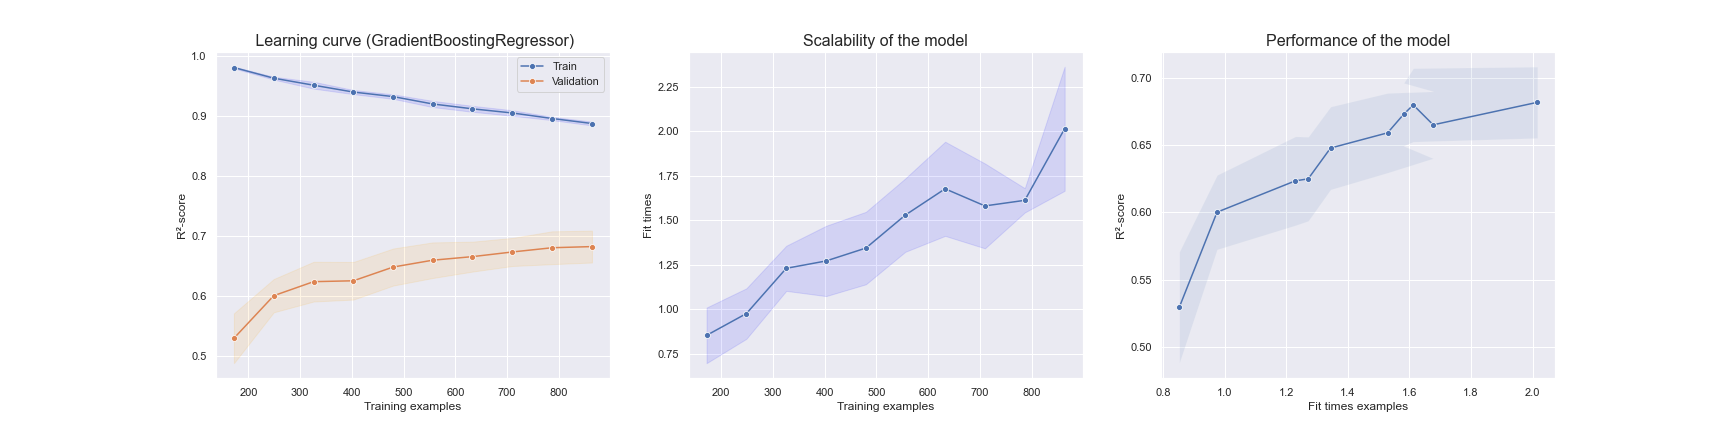 Learning curve (GradientBoostingRegressor)
1.0
0.9
0.8
0.7
0.6
0.5
R²-score
200 300 400 500 600 700 800
Training examples
Train
Validation
Scalability of the model
2.25
2.00
1.75
1.50
1.25
1.00
0.75
Fit times
200 300 400 500 600 700 800
Training examples
Performance of the model
0.70
0.65
0.60
0.55
0.50
R²-score
0.8 1.0 1.2 1.4 1.6 1.8 2.0
Fit times examples